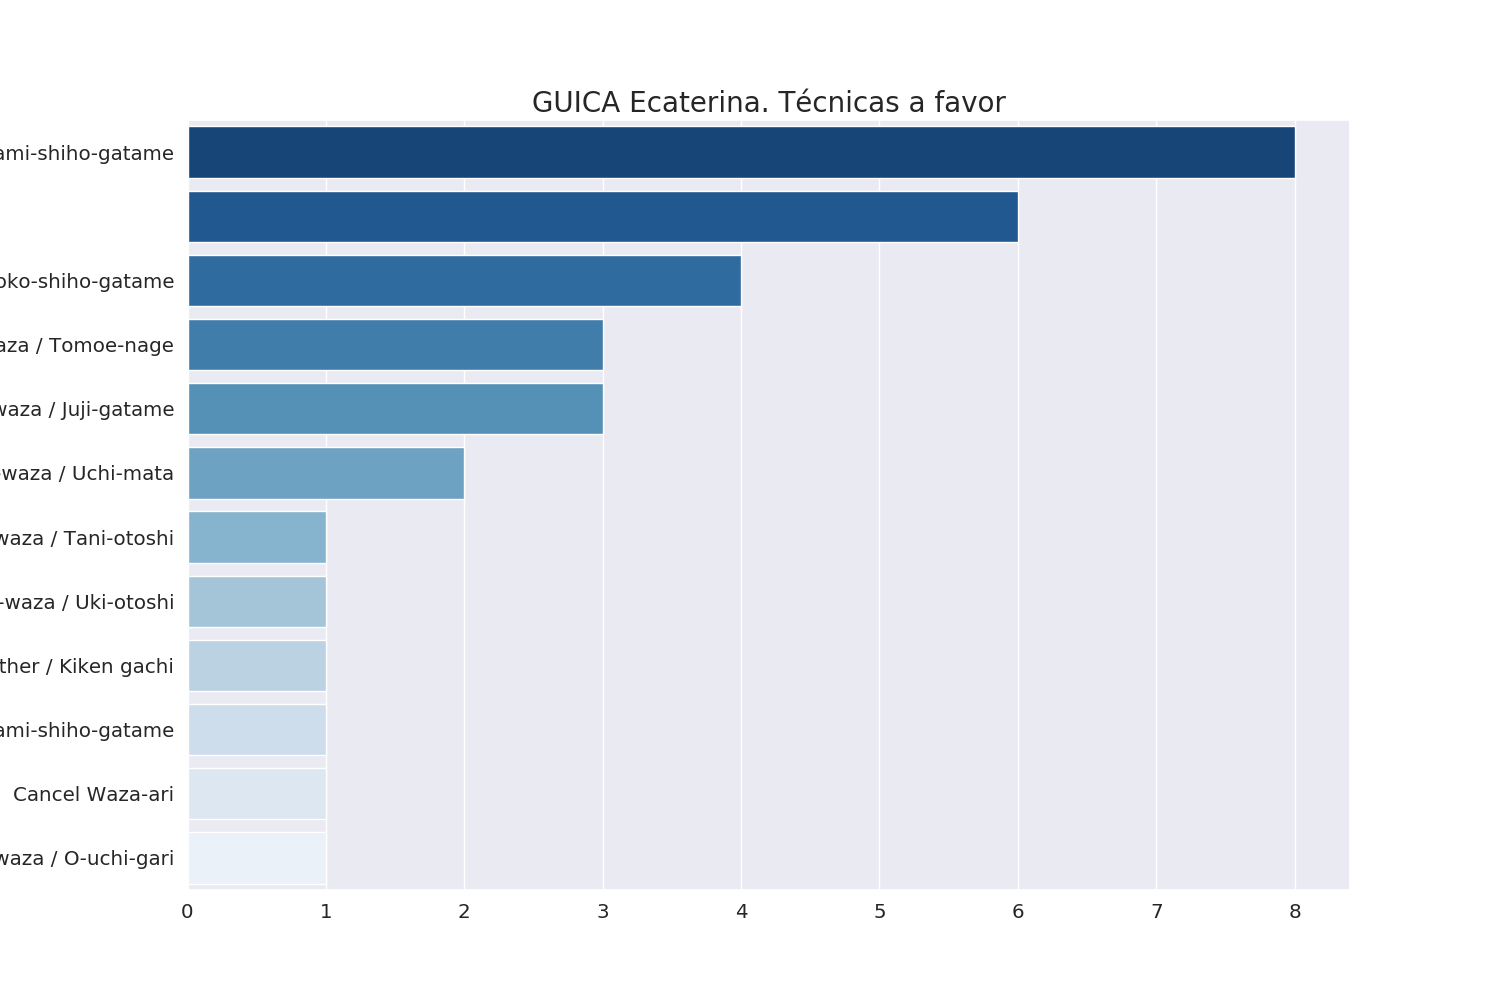 GUICA Ecaterina. Técnicas a favor
ami-shiho-gatame
oko-shiho-gatame
aza / Tomoe-nage
waza / Juji-gatame
-waza / Uchi-mata
waza / Tani-otoshi
-waza / Uki-otoshi
ther / Kiken gachi
ami-shiho-gatame
Cancel Waza-ari
waza / O-uchi-gari
0 1 2 3 4 5 6 7 8